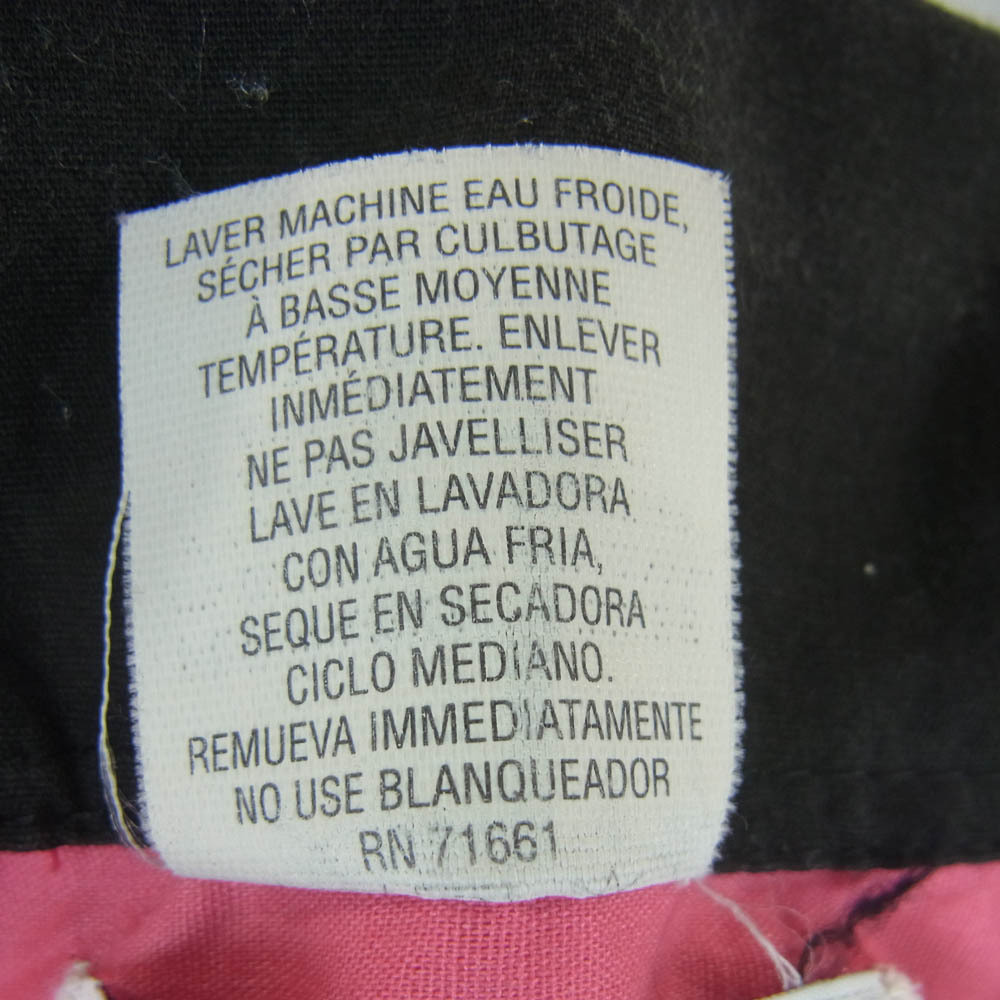 LAVER MACHINE EAU FROIDE,
SÉCHER PAR CULBUTAGE
À BASSE MOYENNE
TEMPÉRATURE. ENLEVER
INMÉDIATEMENT
NE PAS JAVELLISER
LAVE EN LAVADORA
CON AGUA FRIA,
SEQUE EN SECADORA
CICLO MEDIANO.
REMUEVA IMMEDIATAMENTE
NO USE BLANQUEADOR
RN 71661